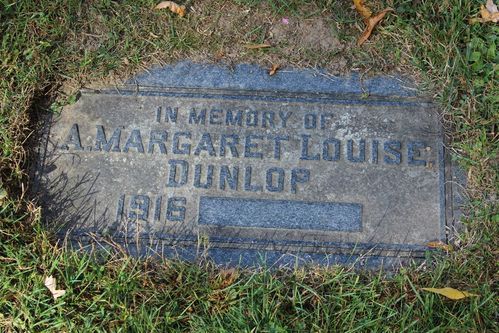 IN MEMORY OF
A. MARGARET LOUISE
DUNLOP
1916